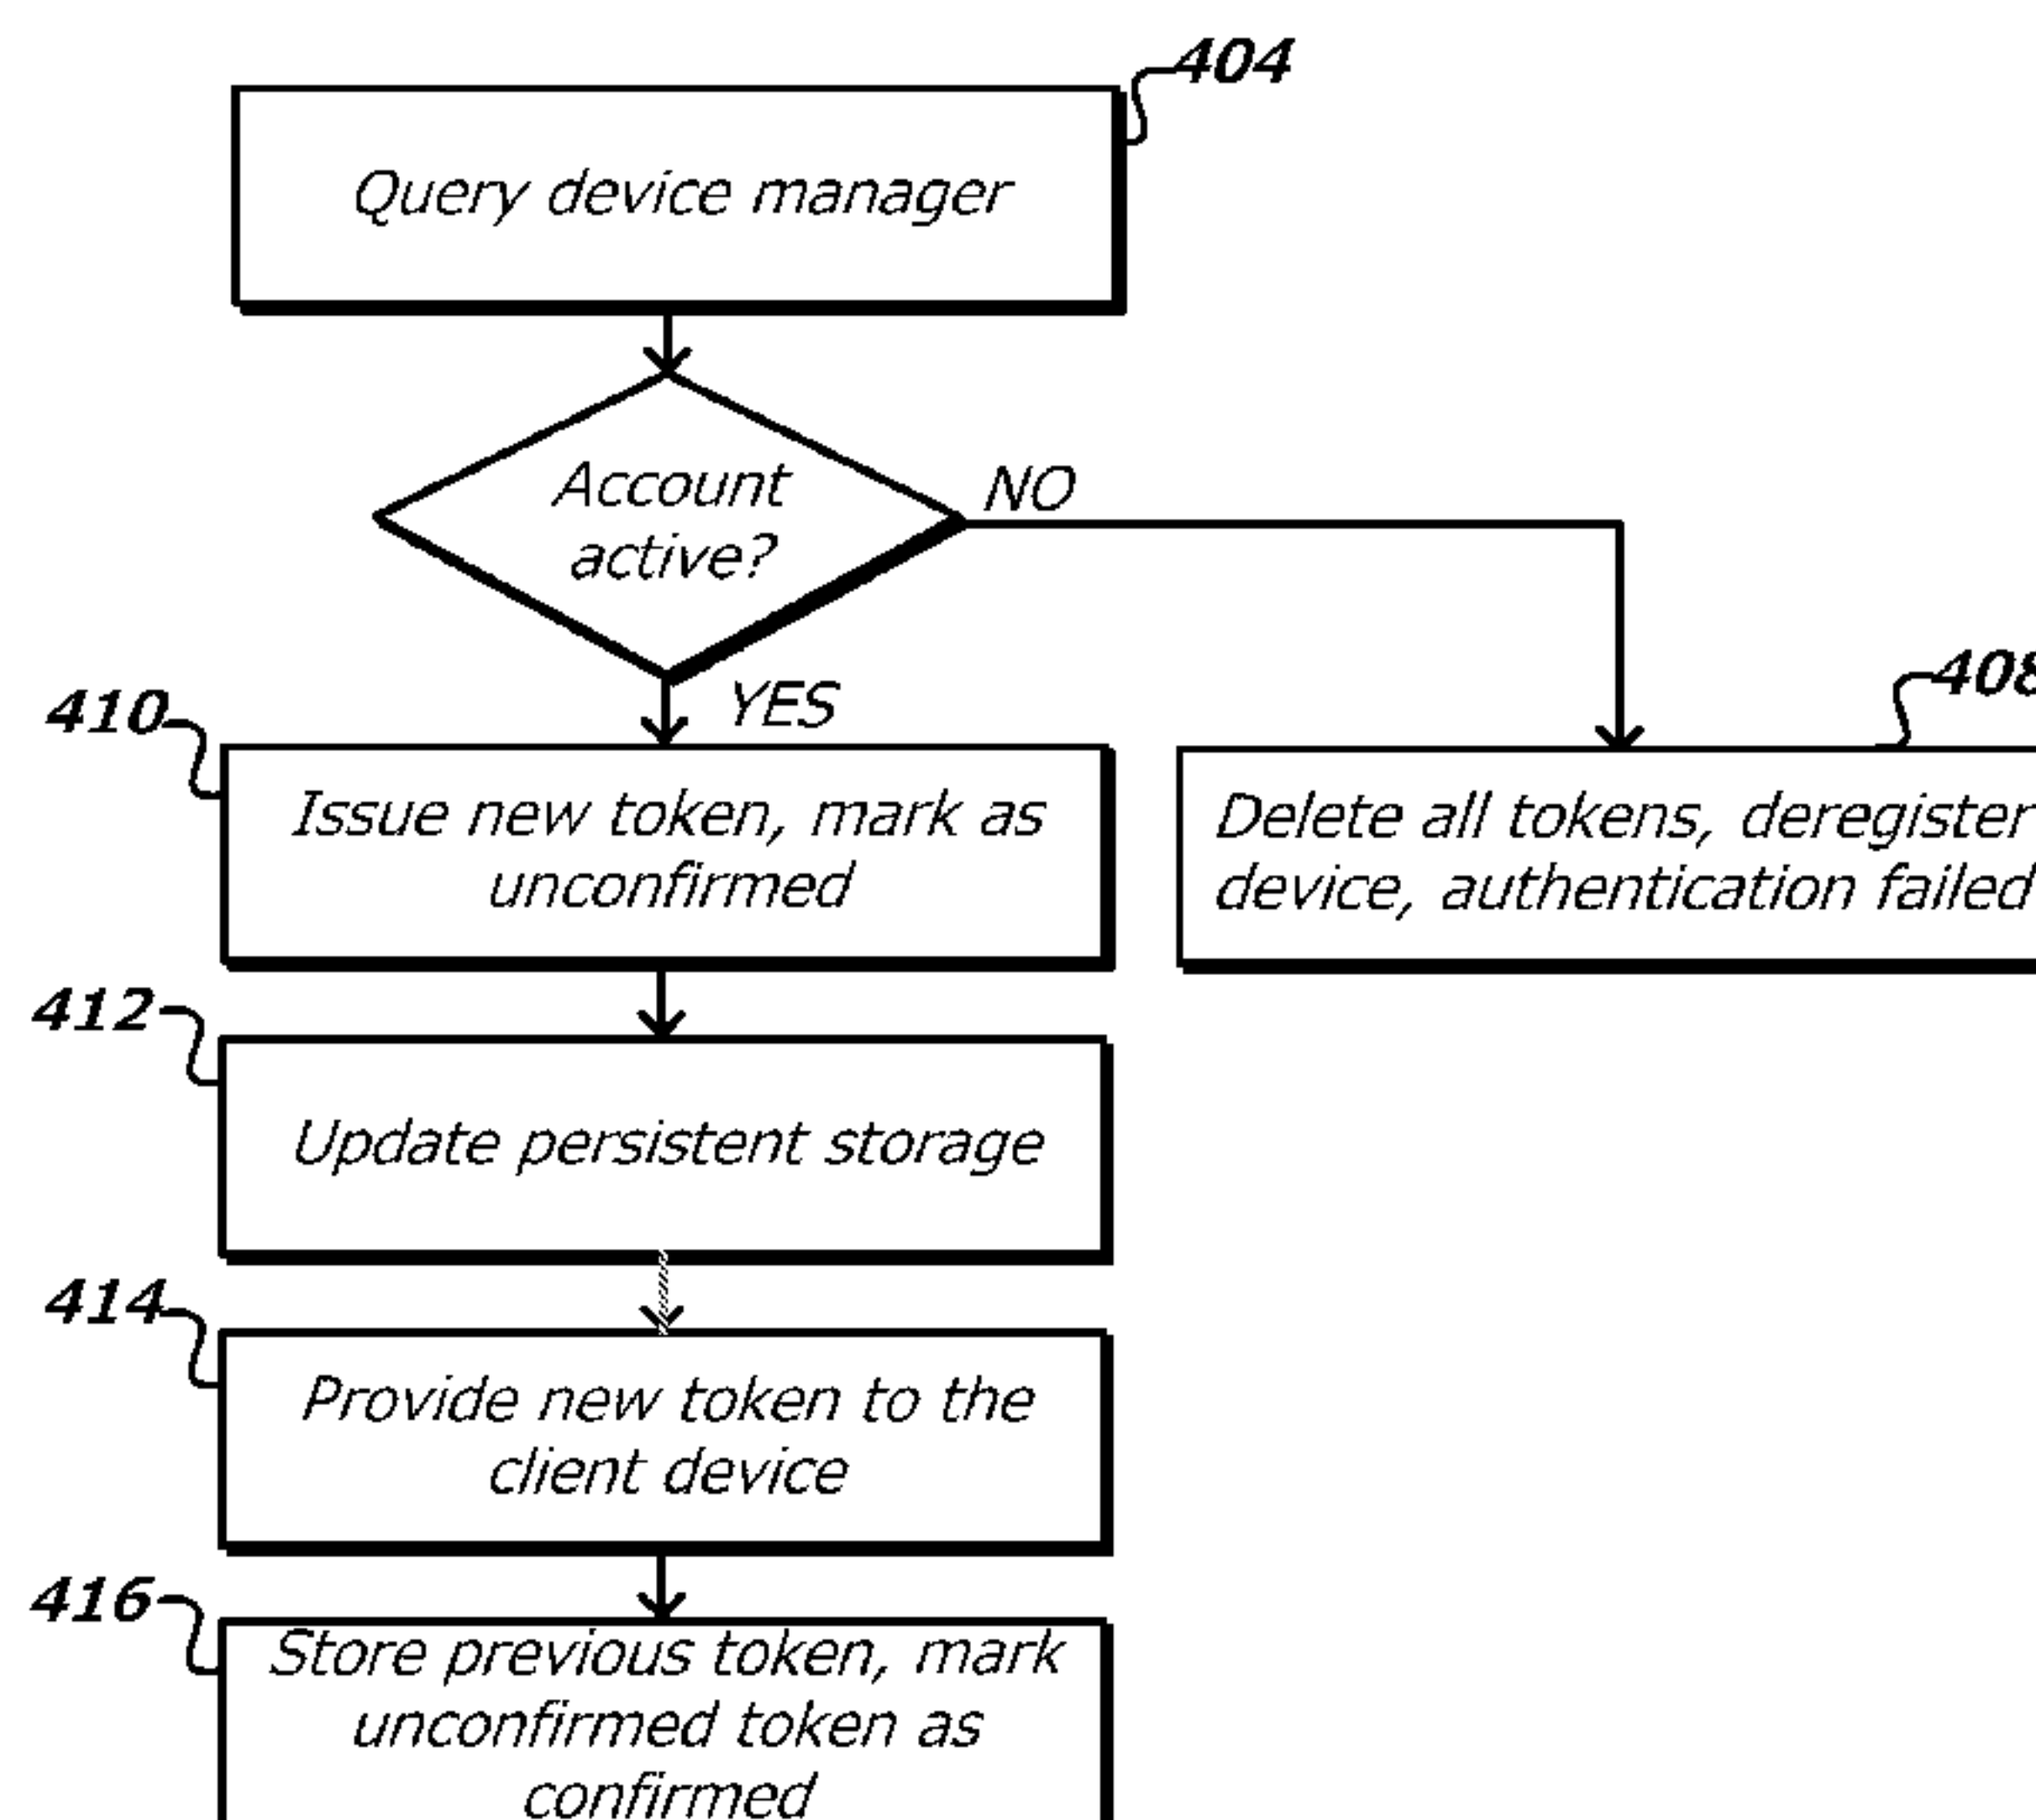 404
Query device manager
Account
active?
NO
YES
408
410
Issue new token, mark as
unconfirmed
Delete all tokens, deregister
device, authentication failed
412
Update persistent storage
414
Provide new token to the
client device
416
Store previous token, mark
unconfirmed token as
confirmed